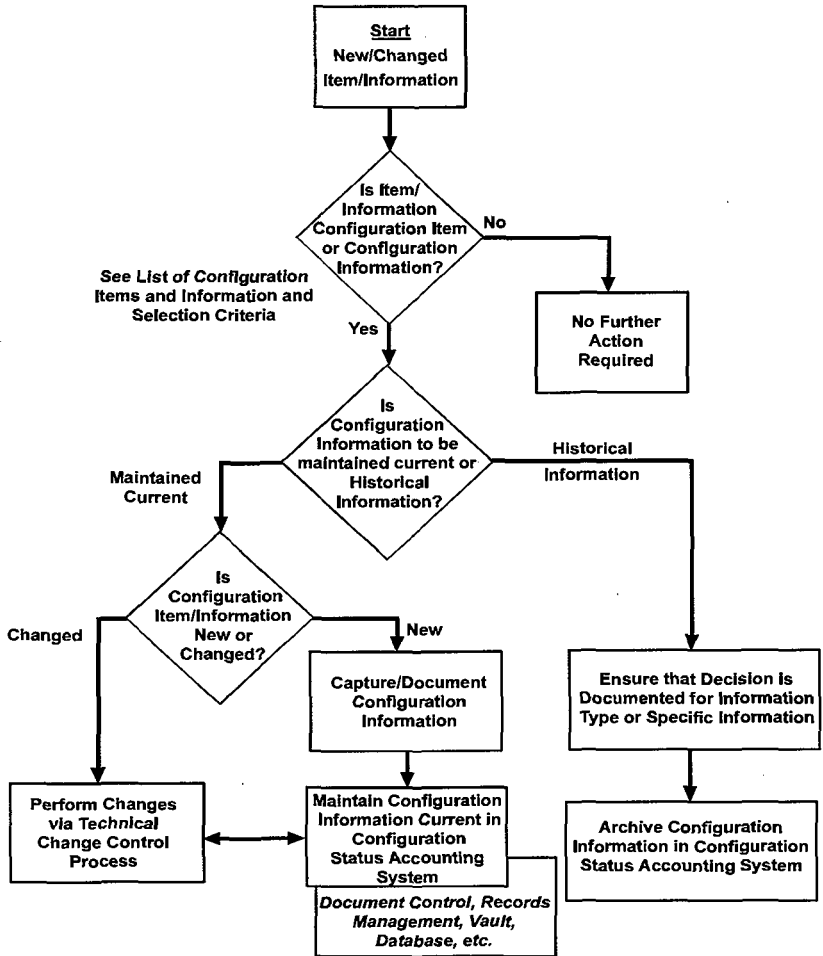 Start
New/Changed
Item/Information
Is Item/
Information
Configuration Item
or Configuration
Information?
No
See List of Configuration
Items and Information and
Selection Criteria
Yes
No Further
Action
Required
Is
Configuration
Information to be
maintained current or
Historical
Information?
Historical
Information
Maintained
Current
Is
Configuration
Item/Information
New or
Changed?
Changed
New
Capture/Document
Configuration
Information
Ensure that Decision is
Documented for Information
Type or Specific Information
Perform Changes
via Technical
Change Control
Process
Maintain Configuration
Information Current in
Configuration
Status Accounting
System
Archive Configuration
Information in Configuration
Status Accounting System
Document Control, Records
Management, Vault,
Database, etc.